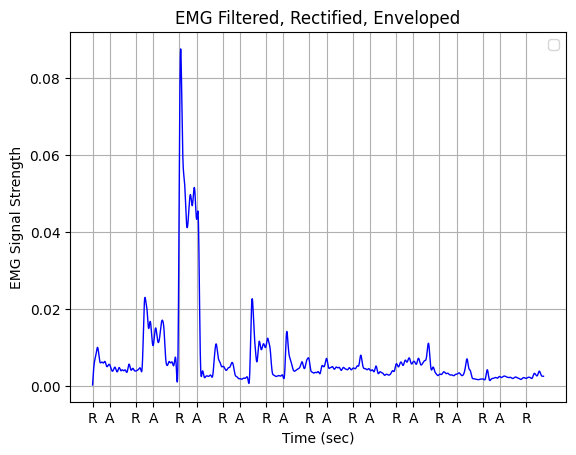 EMG Filtered, Rectified, Enveloped
EMG Signal Strength
0.08
0.06
0.04
0.02
0.00
R A R A R A R A R A R A R A R A R A R A R
Time (sec)